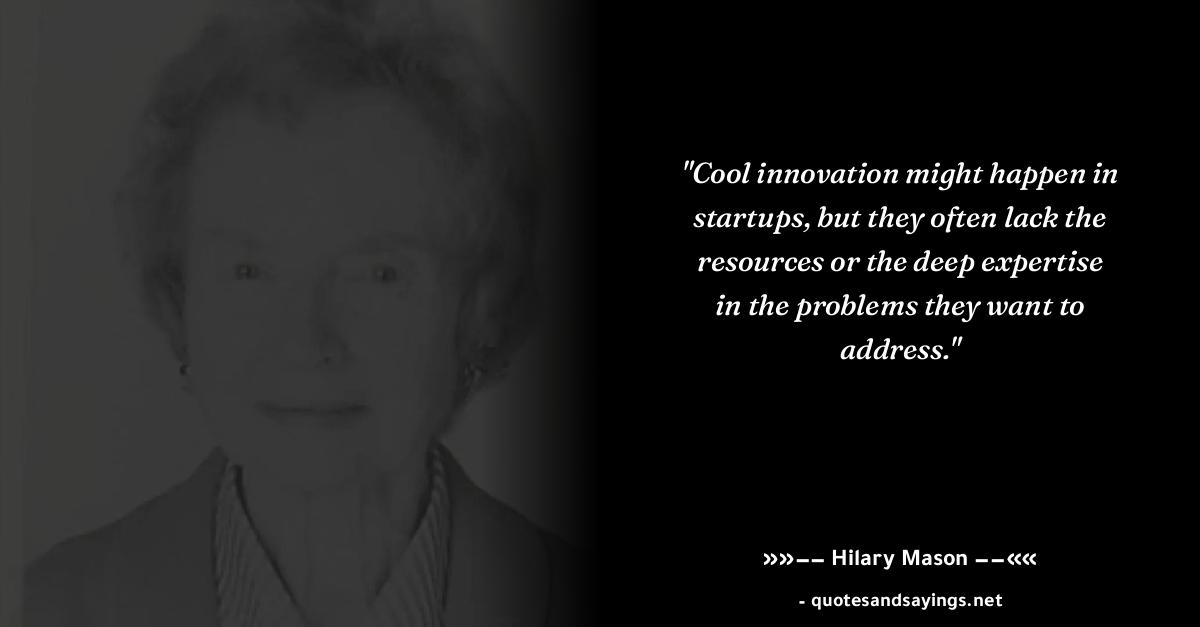 "Cool innovation might happen in
startups, but they often lack the
resources or the deep expertise
in the problems they want to
address."
»»−− Hilary Mason −−««
- quotesandsayings.net